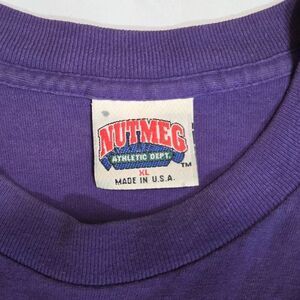 NUTMEG
ATHLETIC DEPT.
TM
XL
MADE IN U.S.A.